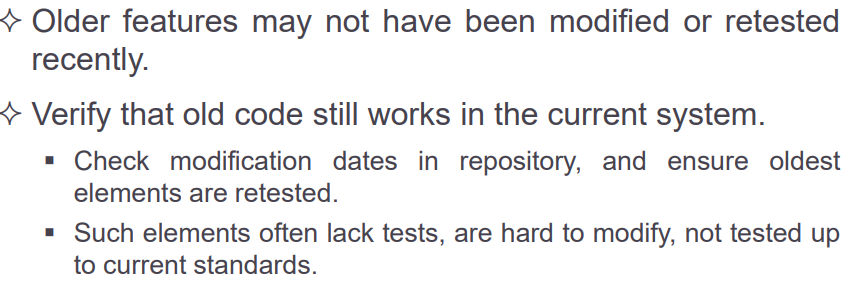 ✧ Older features may not have been modified or retested
recently.
✧ Verify that old code still works in the current system.
▪ Check modification dates in repository, and ensure oldest
elements are retested.
▪ Such elements often lack tests, are hard to modify, not tested up
to current standards.